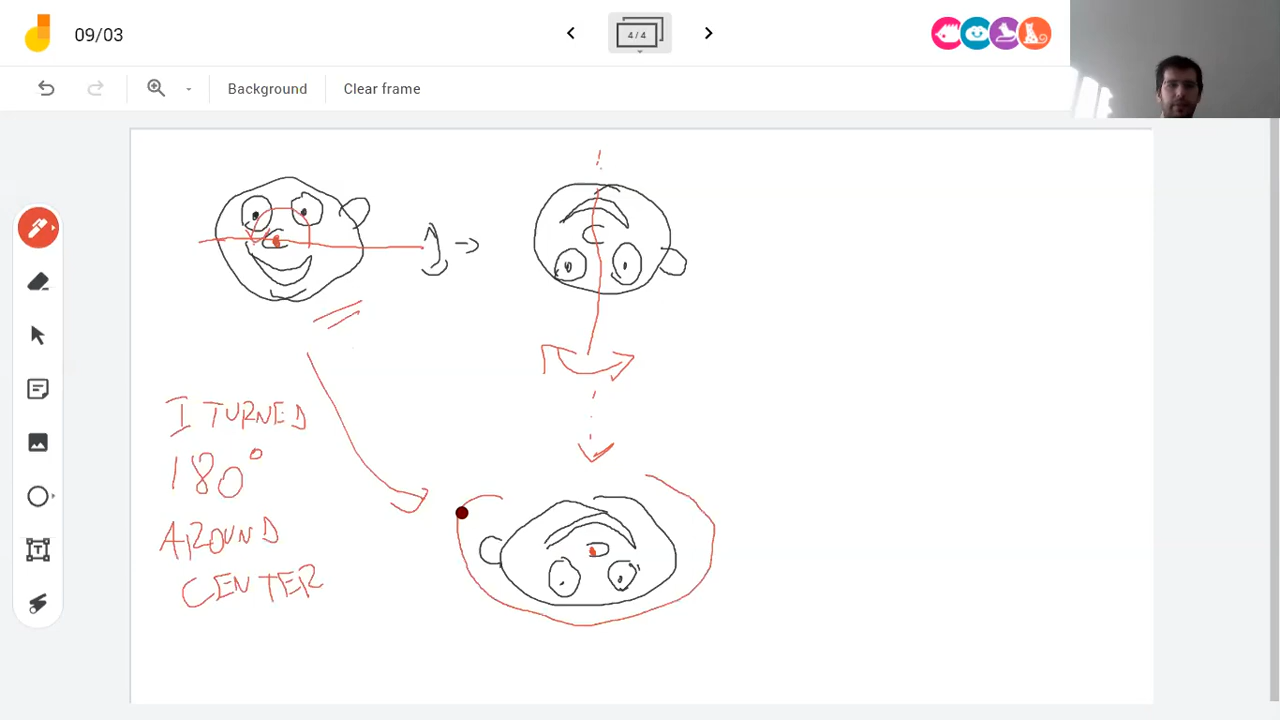 09/03
4/4
Background
Clear frame
I TURNED
180°
AROUND
CENTER